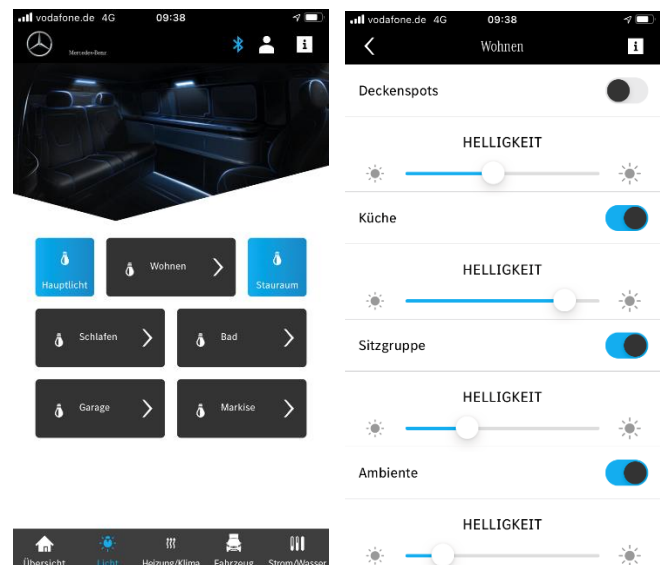 vodafone.de 4G 09:38
Mercedes-Benz
Hauptlicht
Wohnen
Stauraum
Schlafen
Bad
Garage
Markise
Übersicht Licht Heizung/Klima Fahrzeug Strom/Wasser
vodafone.de 4G 09:38
Wohnen
Deckenspots
HELLIGKEIT
Küche
HELLIGKEIT
Sitzgruppe
HELLIGKEIT
Ambiente
HELLIGKEIT